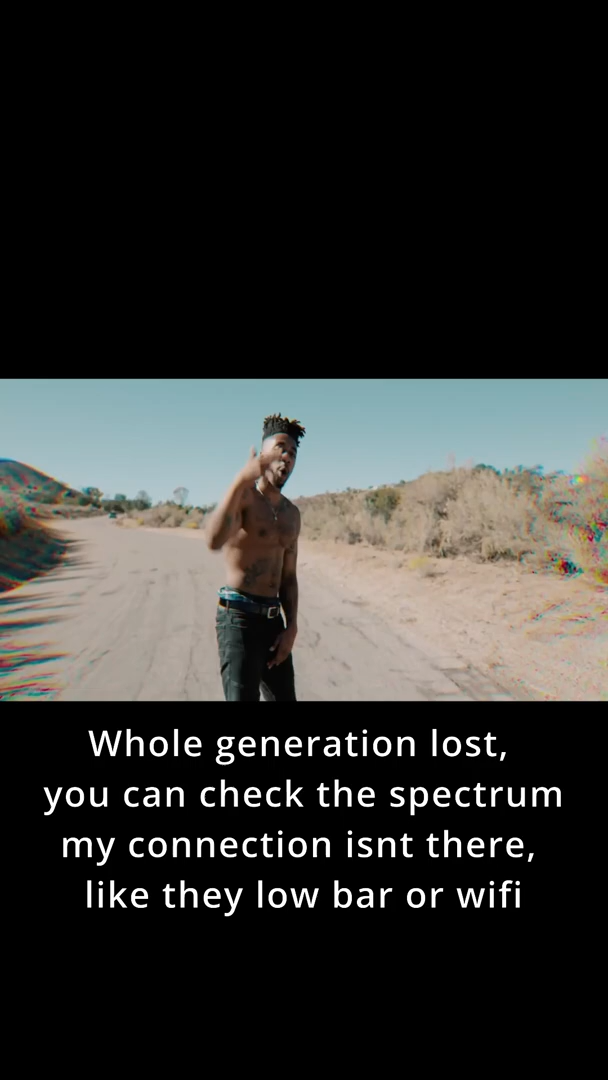 Whole generation lost,
you can check the spectrum
my connection isnt there,
like they low bar or wifi